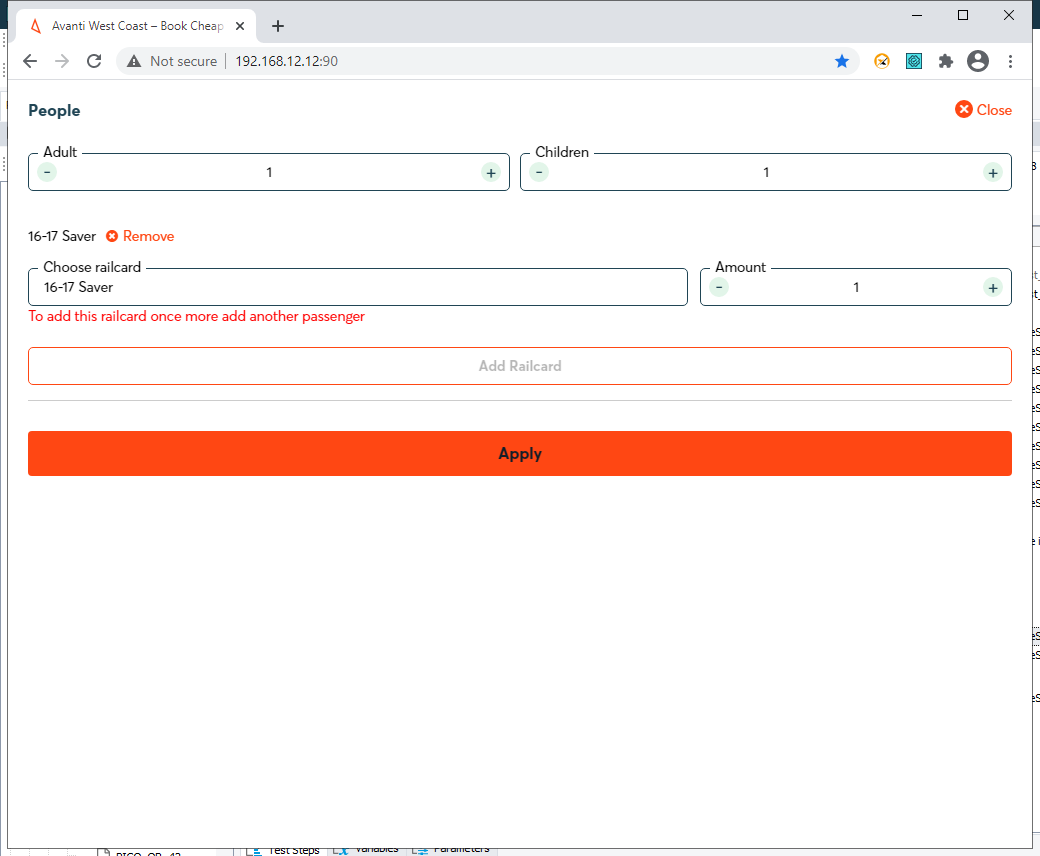 Avanti West Coast – Book Cheap
Not secure
192.168.12.12:90
People
Close
Adult
Children
- 1 +
- 1 +
16-17 Saver
Remove
Choose railcard
Amount
16-17 Saver
- 1 +
To add this railcard once more add another passenger
Add Railcard
Apply
Test Steps
Variables
Parameters